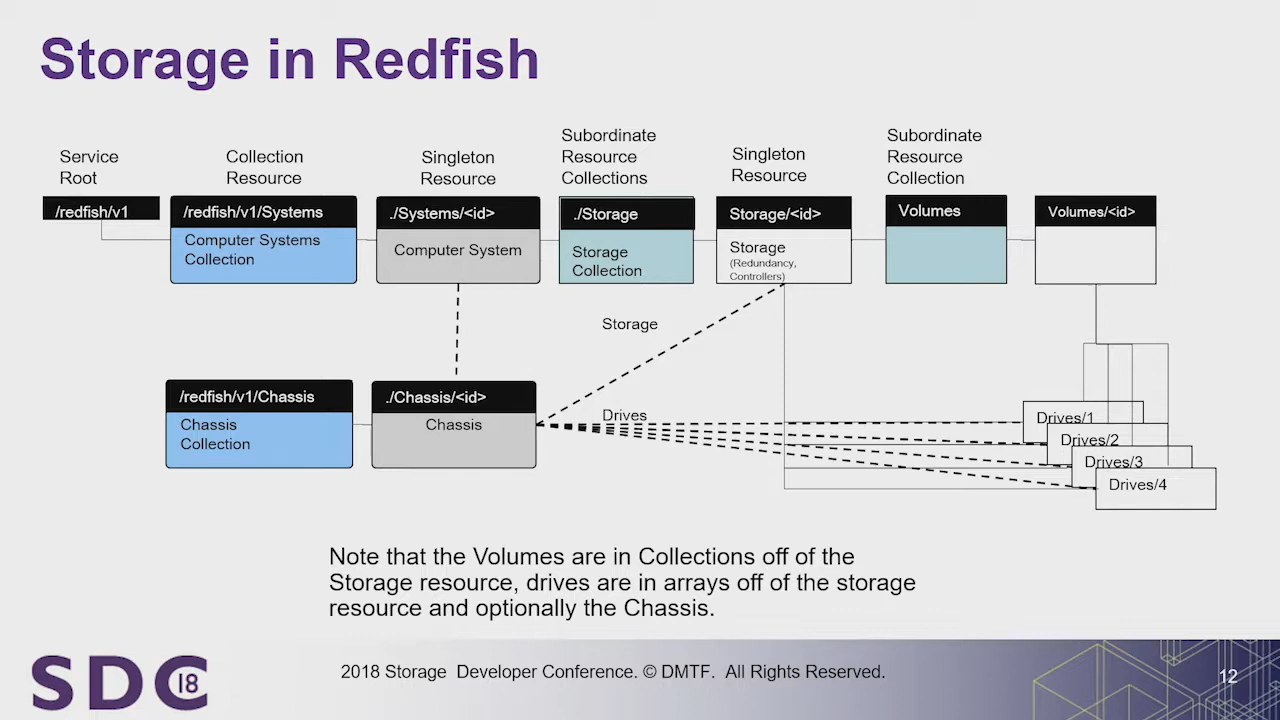 Storage in Redfish
Service
Root
Collection
Resource
Singleton
Resource
Subordinate
Resource
Collections
Singleton
Resource
Subordinate
Resource
Collection
/redfish/v1
/redfish/v1/Systems
Computer Systems
Collection
./Systems/<id>
Computer System
./Storage
Storage
Collection
Storage/<id>
Storage
(Redundancy,
Controllers)
Volumes
Volumes/<id>
Storage
/redfish/v1/Chassis
Chassis
Collection
./Chassis/<id>
Chassis
Drives
Drives/1
Drives/2
Drives/3
Drives/4
Note that the Volumes are in Collections off of the
Storage resource, drives are in arrays off of the storage
resource and optionally the Chassis.
SDC 18
2018 Storage Developer Conference. © DMTF. All Rights Reserved.
12